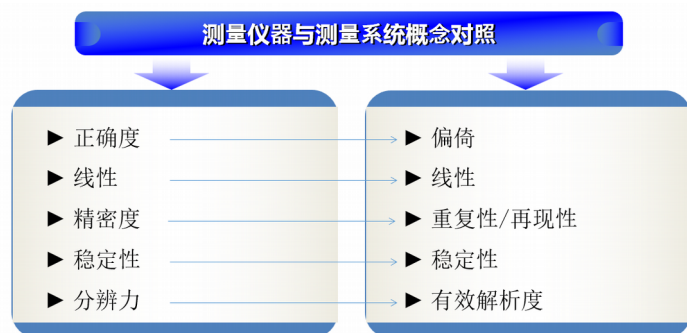 测量仪器与测量系统概念对照
▶ 正确度
▶ 线性
▶ 精密度
▶ 稳定性
▶ 分辨力
▶ 偏倚
▶ 线性
▶ 重复性/再现性
▶ 稳定性
▶ 有效解析度